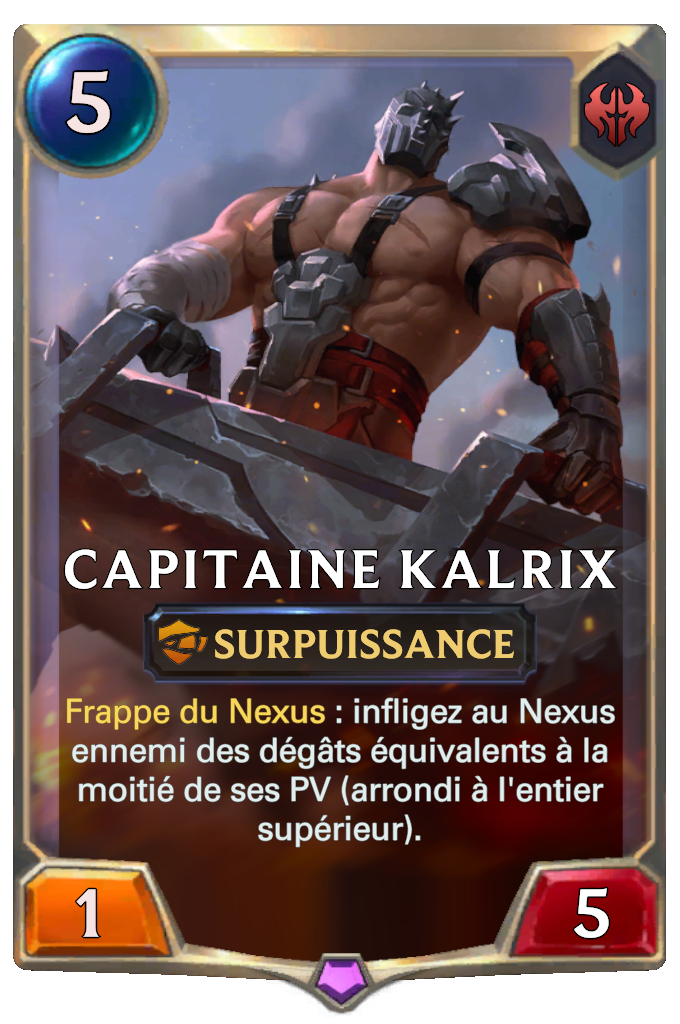 5
CAPITAINE KALRIX
SURPUISSANCE
Frappe du Nexus : infligez au Nexus
ennemi des dégâts équivalents à la
moitié de ses PV (arrondi à l'entier
supérieur).
1
5